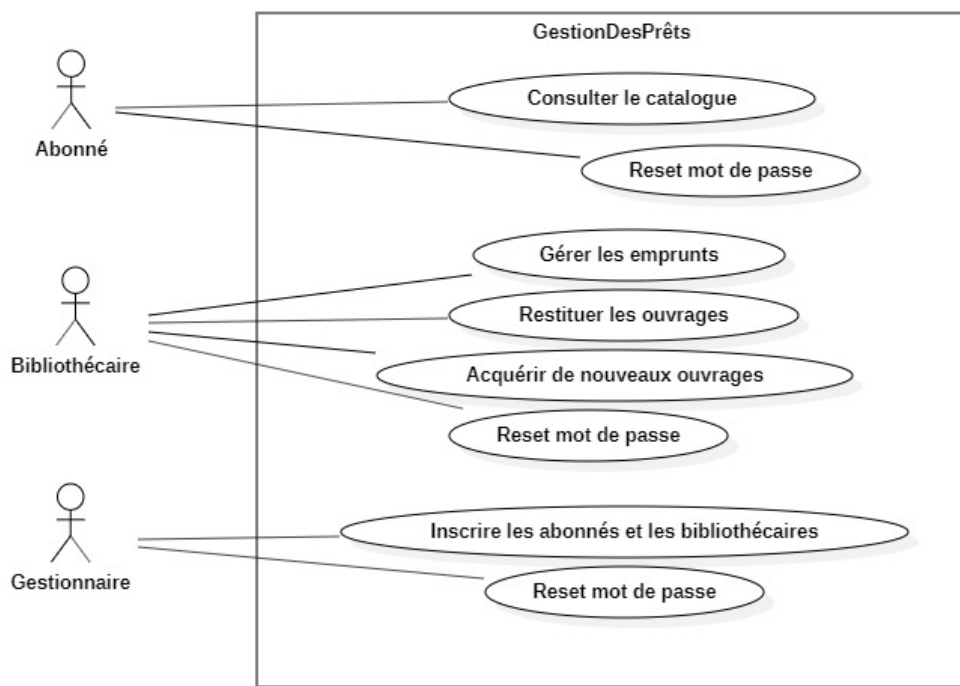 GestionDesPrêts
Consulter le catalogue
Abonné
Reset mot de passe
Gérer les emprunts
Restituer les ouvrages
Bibliothécaire
Acquérir de nouveaux ouvrages
Reset mot de passe
Inscrire les abonnés et les bibliothécaires
Gestionnaire
Reset mot de passe